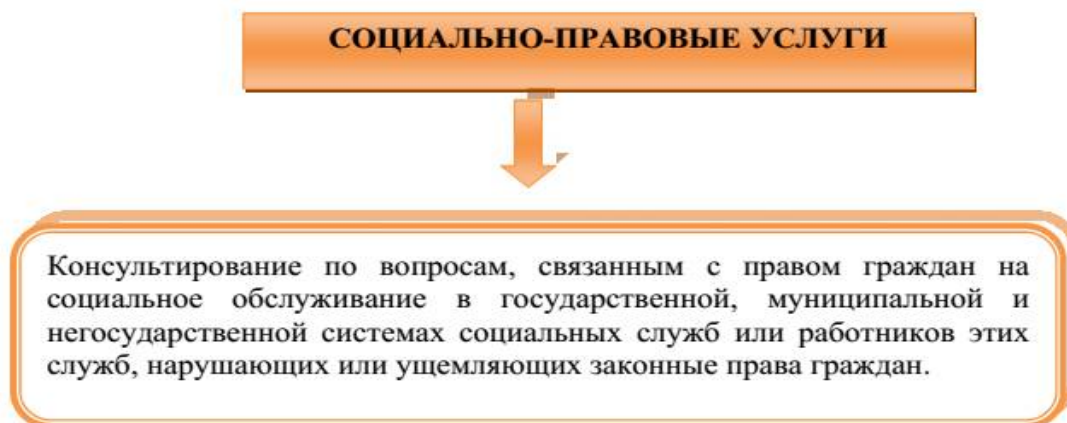 СОЦИАЛЬНО-ПРАВОВЫЕ УСЛУГИ
Консультирование по вопросам, связанным с правом граждан на
социальное обслуживание в государственной, муниципальной и
негосударственной системах социальных служб или работников этих
служб, нарушающих или ущемляющих законные права граждан.